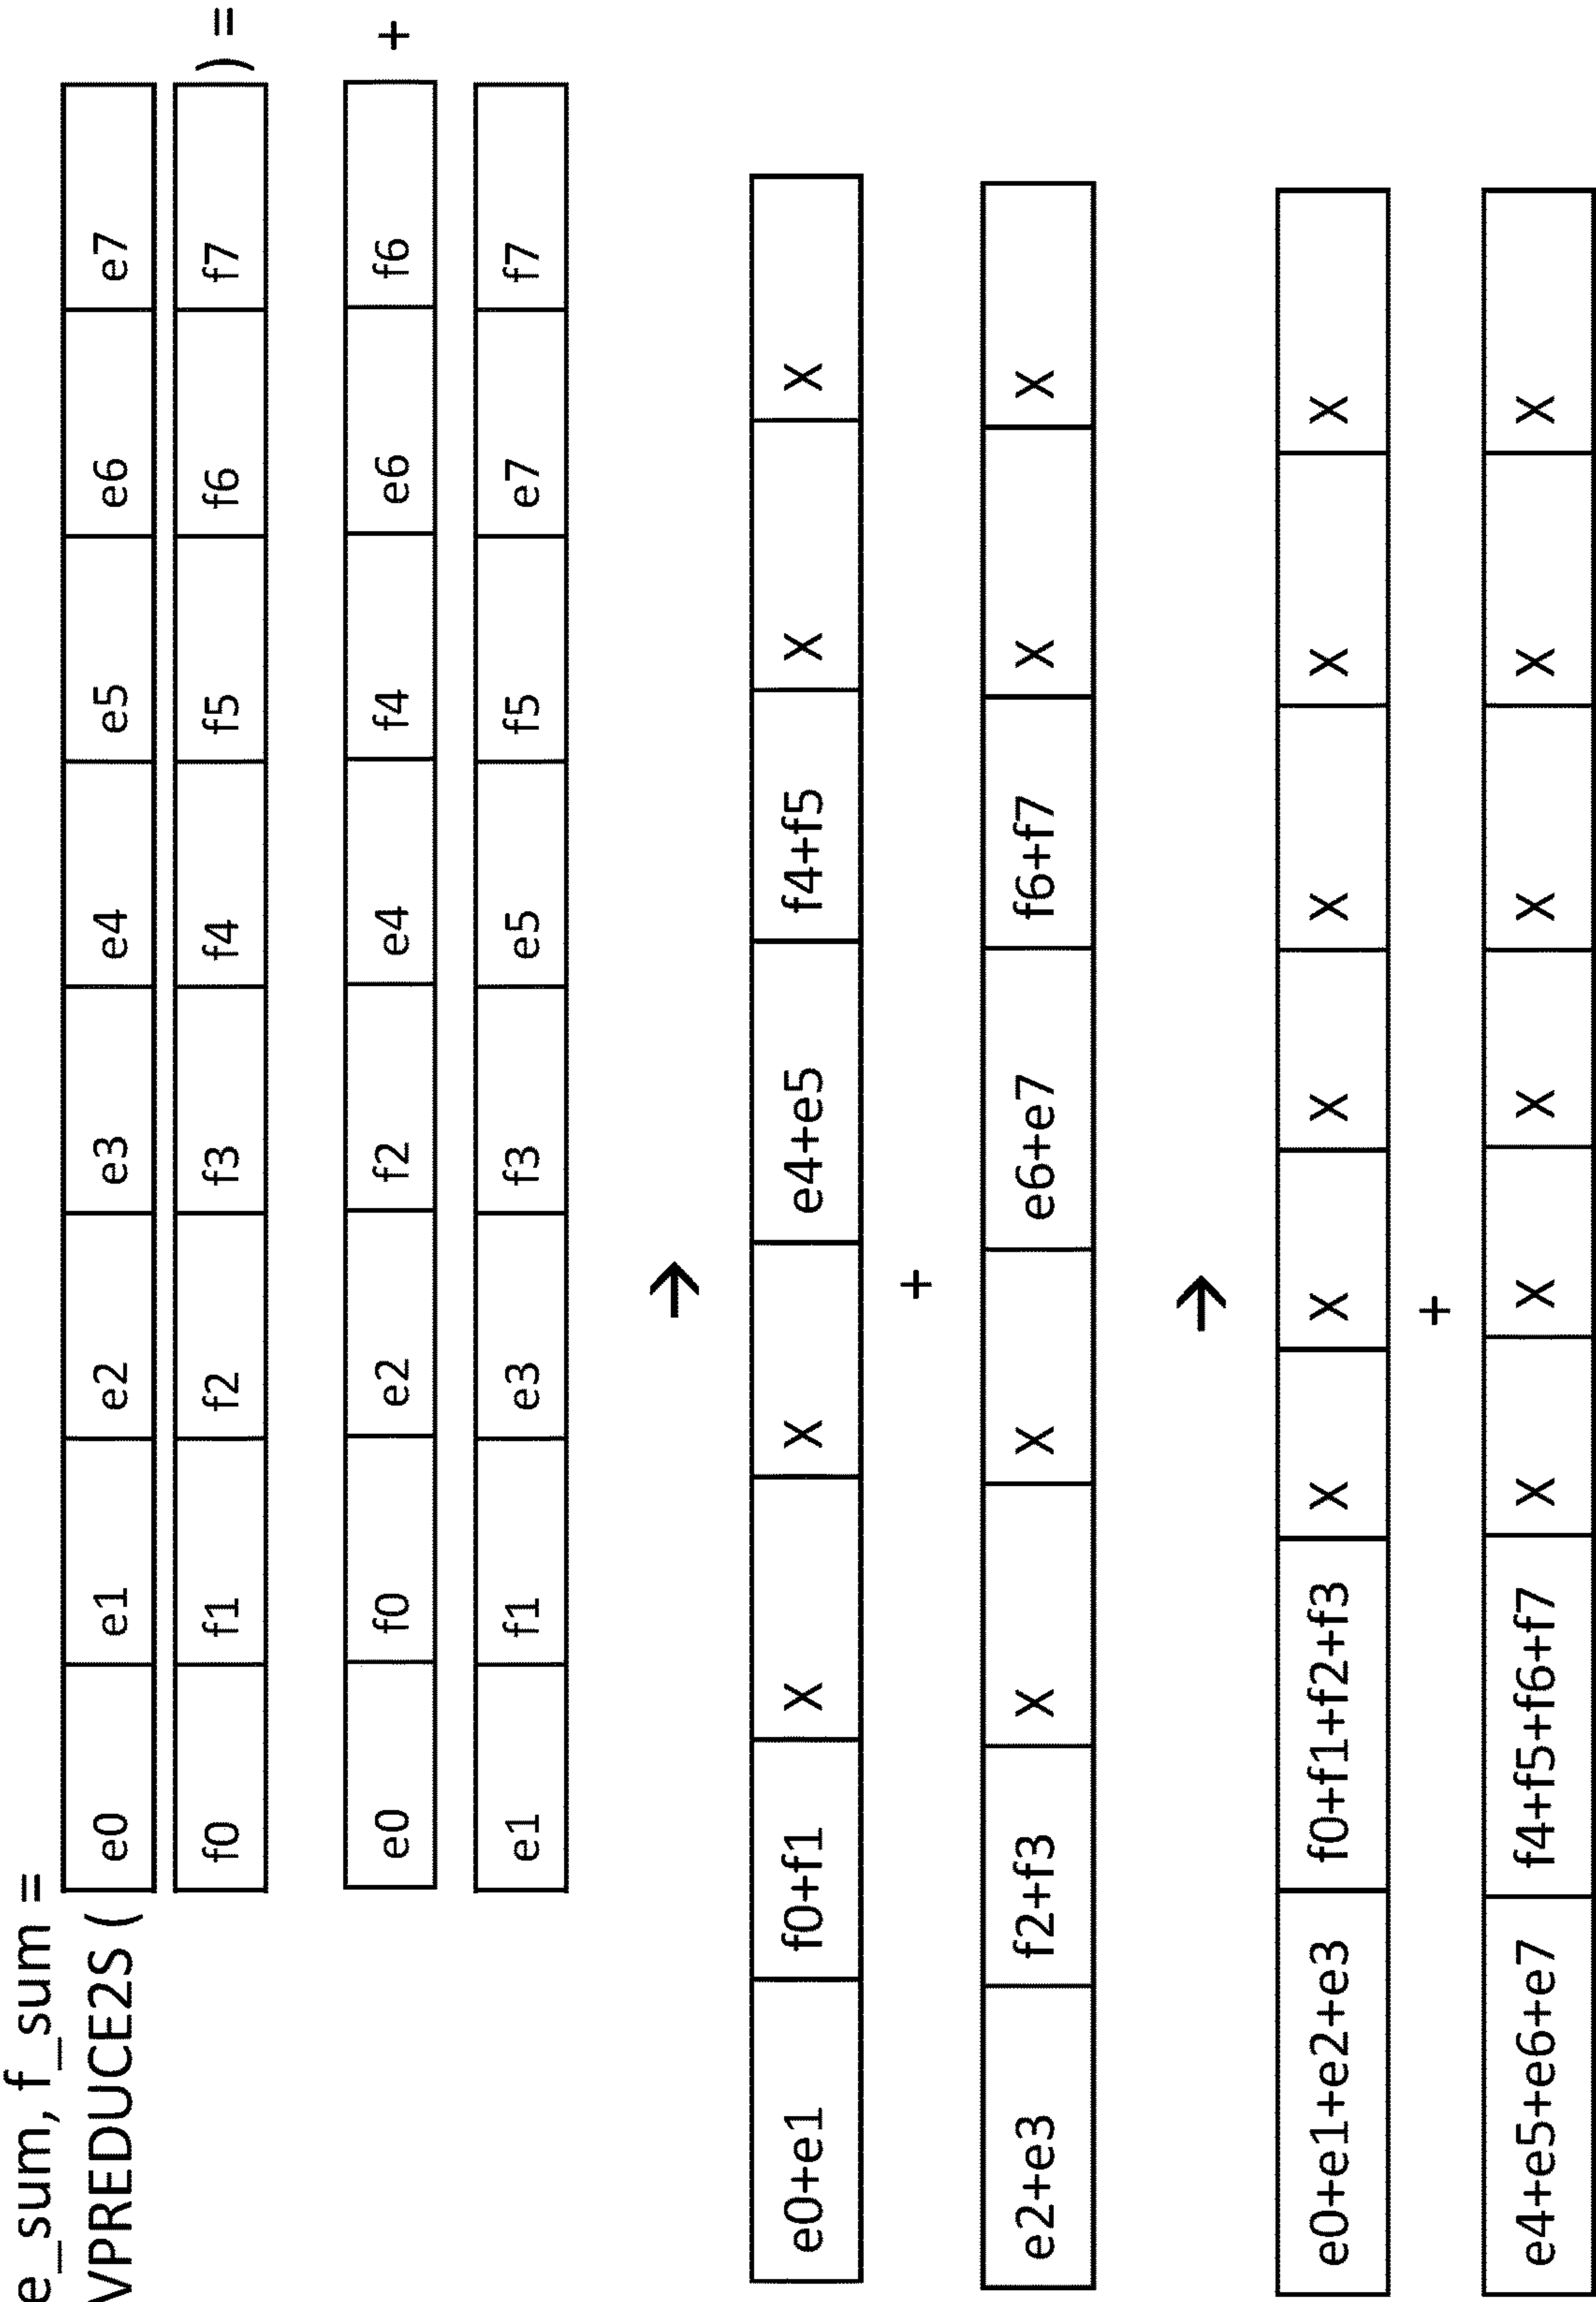 e_sum, f_sum =
VPREDUCE2S ( e0 e1 e2 e3 e4 e5 e6 e7
f0 f1 f2 f3 f4 f5 f6 f7 ) =
e0 f0 e2 f2 e4 f4 e6 f6 +
e1 f1 e3 f3 e5 f5 e7 f7
→
e0+e1 f0+f1 X X e4+e5 f4+f5 X X
+
e2+e3 f2+f3 X X e6+e7 f6+f7 X X
→
e0+e1+e2+e3 f0+f1+f2+f3 X X X X X X
+
e4+e5+e6+e7 f4+f5+f6+f7 X X X X X X